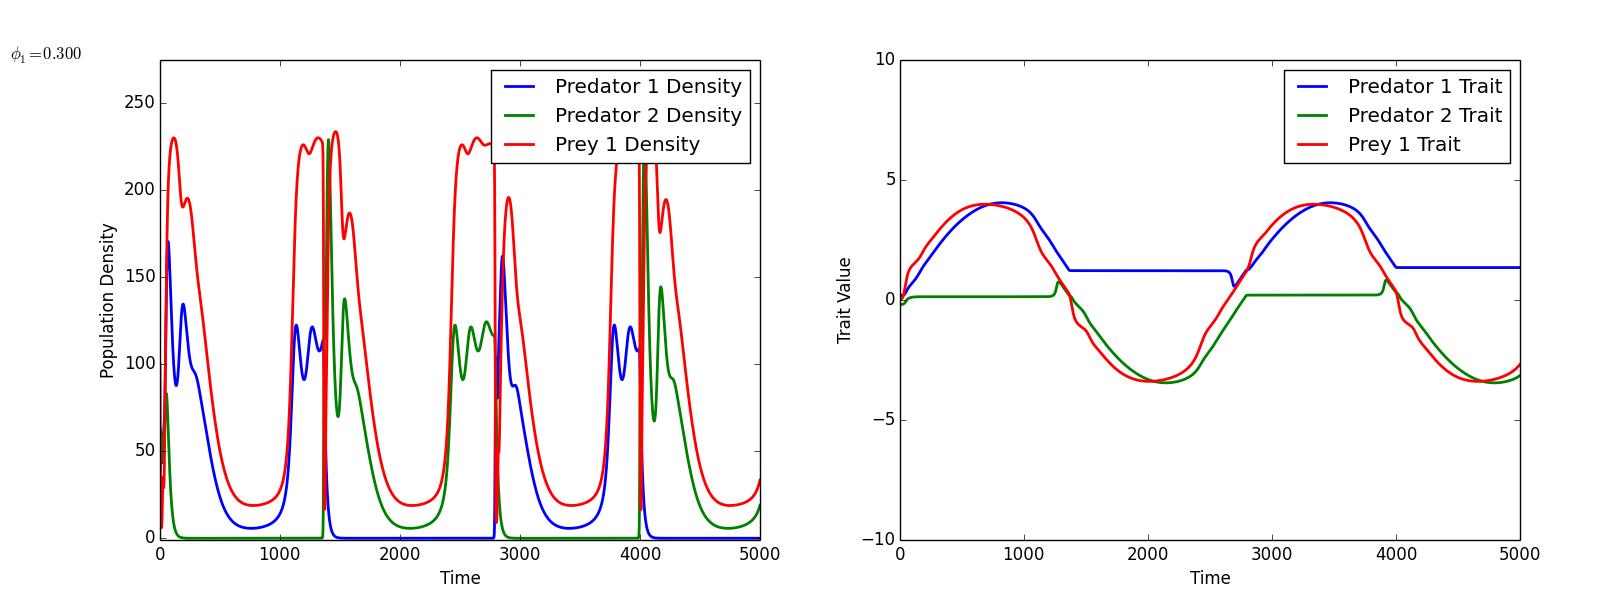 ϕ₁=0.300
Population Density
250
200
150
100
50
0
0 1000 2000 3000 4000 5000
Time
Predator 1 Density
Predator 2 Density
Prey 1 Density
Trait Value
10
5
0
−5
−10
0 1000 2000 3000 4000 5000
Time
Predator 1 Trait
Predator 2 Trait
Prey 1 Trait